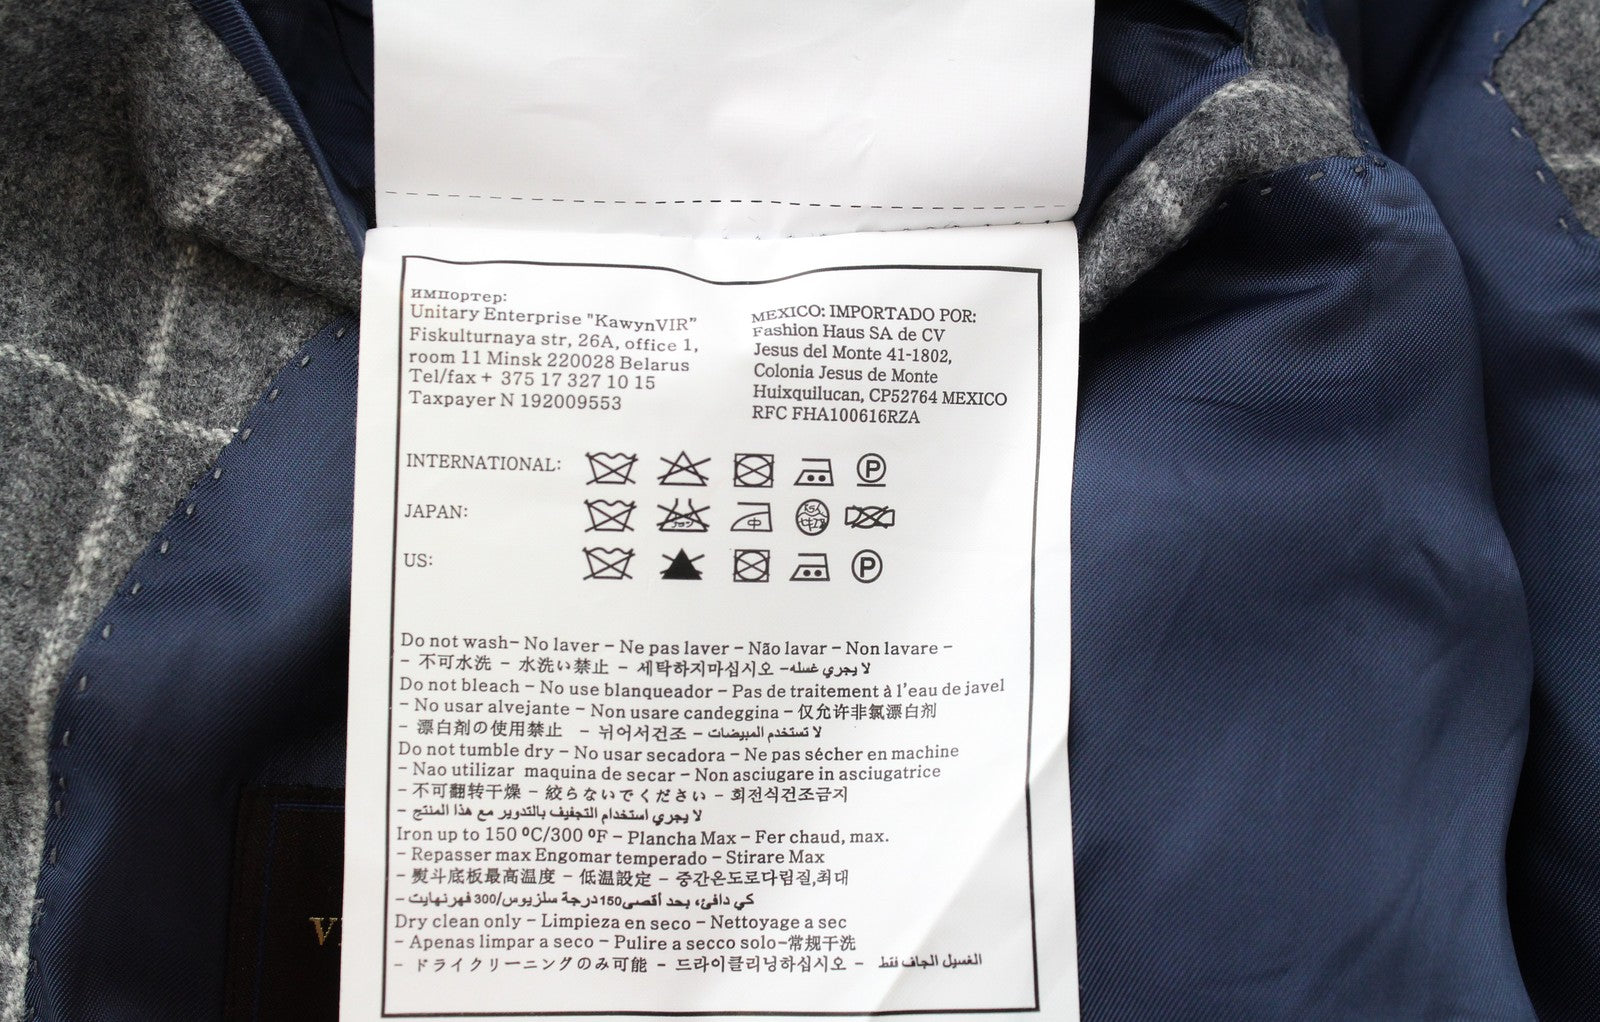 импортер:
Unitary Enterprise "KawynVIR"
Fiskulturnaya str, 26A, office 1,
room 11 Minsk 220028 Belarus
Tel/fax + 375 17 327 10 15
Taxpayer N 192009553
MEXICO: IMPORTADO POR:
Fashion Haus SA de CV
Jesus del Monte 41-1802,
Colonia Jesus de Monte
Huixquilucan, CP52764 MEXICO
RFC FHA100616RZA
INTERNATIONAL:
P
JAPAN:
中
US:
P
Do not wash- No laver - Ne pas laver - Não lavar - Non lavare -
- 不可水洗 - 水洗い禁止 - 세탁하지마십시오 -لا يجري غسله
Do not bleach - No use blanqueador - Pas de traitement à l'eau de javel
- No usar alvejante - Non usare candeggina - 仅允许非氯漂白剂
- 漂白剤の使用禁止 - 뉘어서건조 - لا تستخدم المبيضات
Do not tumble dry - No usar secadora - Ne pas sécher en machine
- Nao utilizar maquina de secar - Non asciugare in asciugatrice
- 不可翻转干燥 - 絞らないでください - 회전식건조금지
- لا يجري استخدام التجفيف بالتدوير مع هذا المنتج
Iron up to 150 ºC/300 ºF - Plancha Max - Fer chaud, max.
- Repasser max Engomar temperado - Stirare Max
- 熨斗底板最高温度 - 低温設定 - 중간온도로다림질,최대
- كي دافئ، بحد أقصى150درجة سلزيوس/300 فهرنهايت
Dry clean only - Limpieza en seco - Nettoyage a sec
- Apenas limpar a seco - Pulire a secco solo-常规干洗
- ドライクリーニングのみ可能 - 드라이클리닝하십시오 - الغسيل الجاف فقط